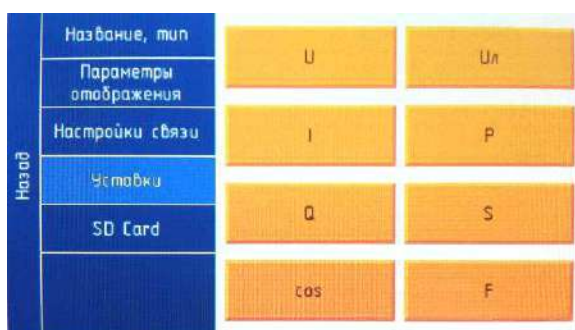 Назад
Название, тип
Параметры
отображения
Настройки связи
Уставки
SD Card
U
Uл
I
P
Q
S
cos
F